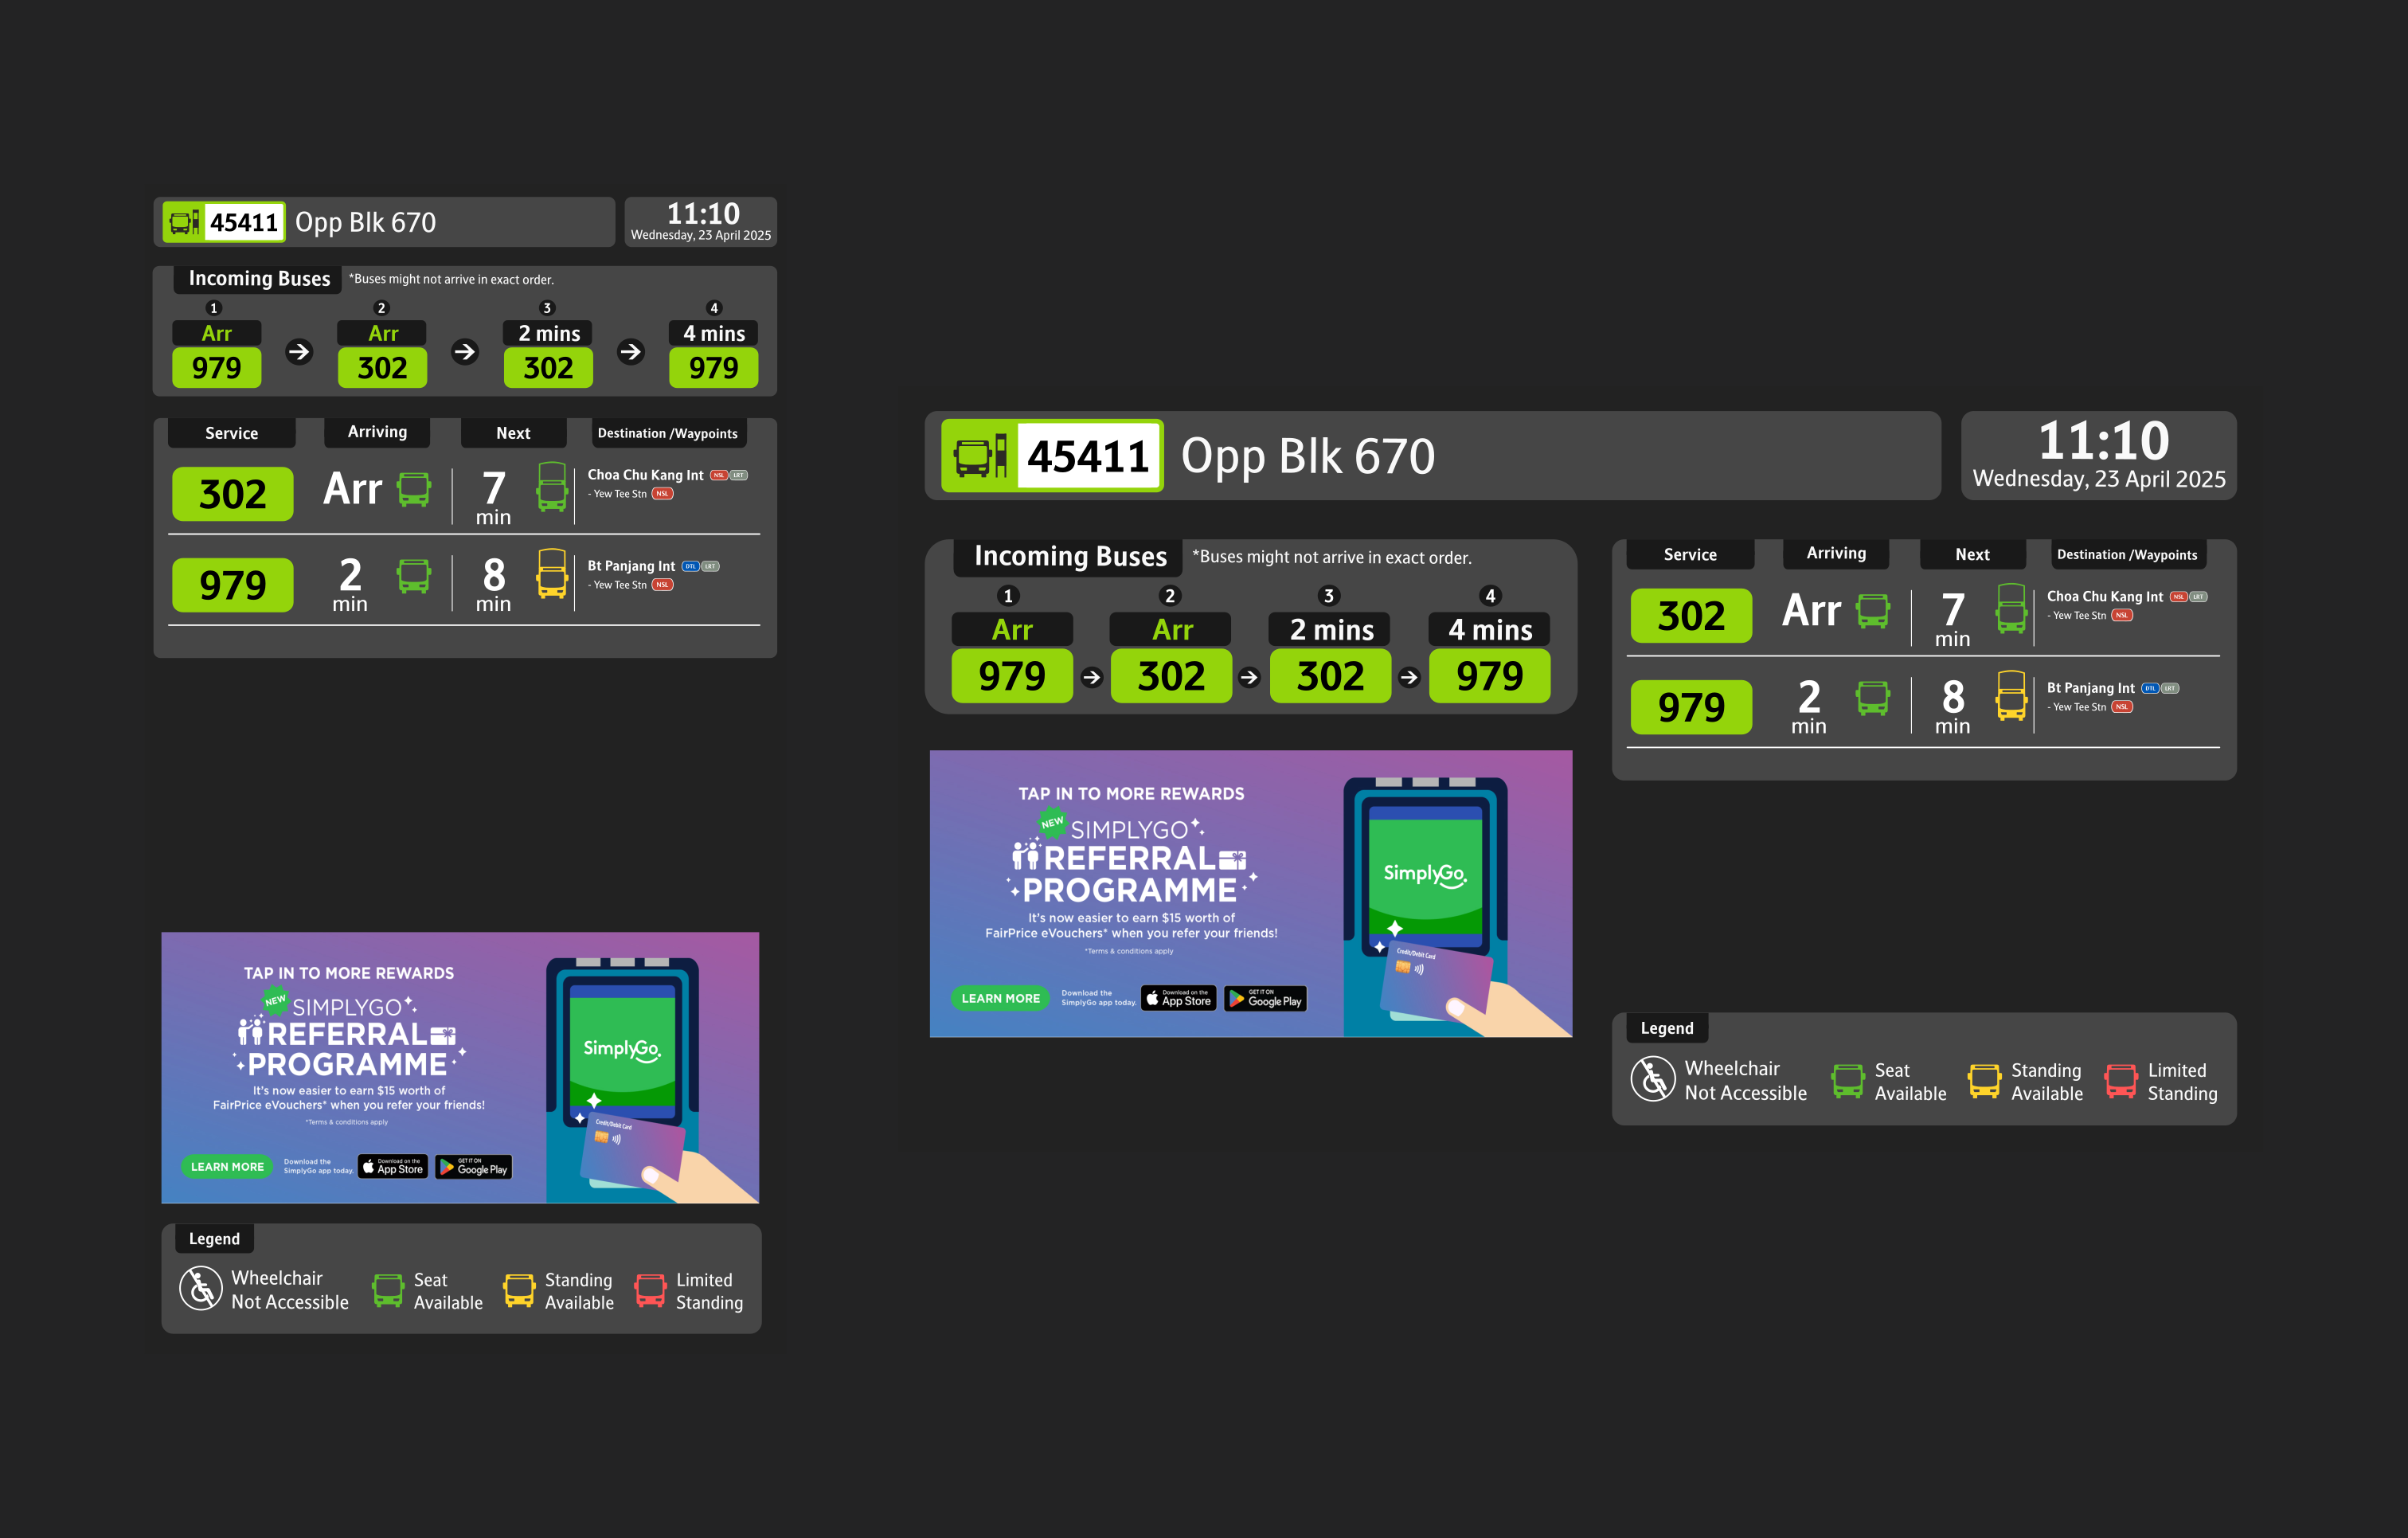 45411 Opp Blk 670
11:10
Wednesday, 23 April 2025
Incoming Buses *Buses might not arrive in exact order.
1 2 3 4
Arr Arr 2 mins 4 mins
979 302 302 979
Service Arriving Next Destination /Waypoints
302 Arr 7 min Choa Chu Kang Int NSL LRT
- Yew Tee Stn NSL
979 2 min 8 min Bt Panjang Int DTL LRT
- Yew Tee Stn NSL
TAP IN TO MORE REWARDS
NEW SIMPLYGO
REFERRAL
PROGRAMME
It's now easier to earn $15 worth of
FairPrice eVouchers* when you refer your friends!
*Terms & conditions apply
LEARN MORE
Download the
SimplyGo app today.
Download on the
App Store
GET IT ON
Google Play
SimplyGo.
Credit/Debit Card
Legend
Wheelchair
Not Accessible
Seat
Available
Standing
Available
Limited
Standing
45411 Opp Blk 670
11:10
Wednesday, 23 April 2025
Incoming Buses *Buses might not arrive in exact order.
1 2 3 4
Arr Arr 2 mins 4 mins
979 302 302 979
TAP IN TO MORE REWARDS
NEW SIMPLYGO
REFERRAL
PROGRAMME
It's now easier to earn $15 worth of
FairPrice eVouchers* when you refer your friends!
*Terms & conditions apply
LEARN MORE
Download the
SimplyGo app today.
Download on the
App Store
GET IT ON
Google Play
SimplyGo.
Credit/Debit Card
Service Arriving Next Destination /Waypoints
302 Arr 7 min Choa Chu Kang Int NSL LRT
- Yew Tee Stn NSL
979 2 min 8 min Bt Panjang Int DTL LRT
- Yew Tee Stn NSL
Legend
Wheelchair
Not Accessible
Seat
Available
Standing
Available
Limited
Standing